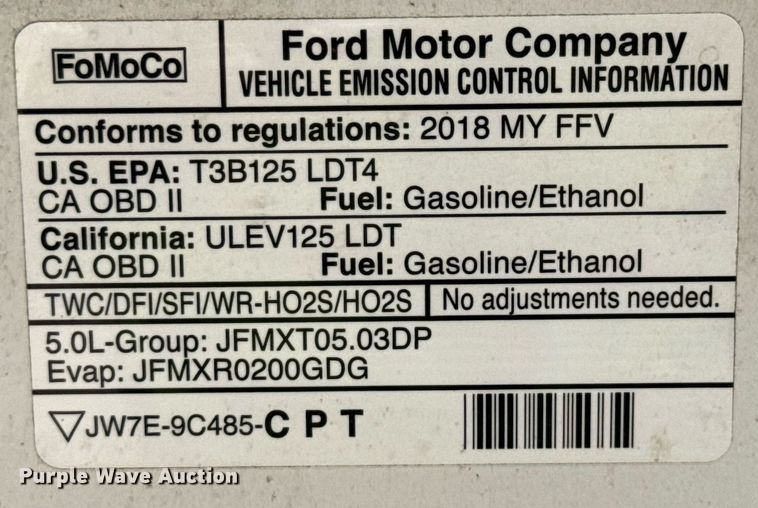 FoMoCo
Ford Motor Company
VEHICLE EMISSION CONTROL INFORMATION
Conforms to regulations: 2018 MY FFV
U.S. EPA: T3B125 LDT4
CA OBD II Fuel: Gasoline/Ethanol
California: ULEV125 LDT
CA OBD II Fuel: Gasoline/Ethanol
TWC/DFI/SFI/WR-HO2S/HO2S No adjustments needed.
5.0L-Group: JFMXT05.03DP
Evap: JFMXR0200GDG
JW7E-9C485-C P T
Purple Wave Auction